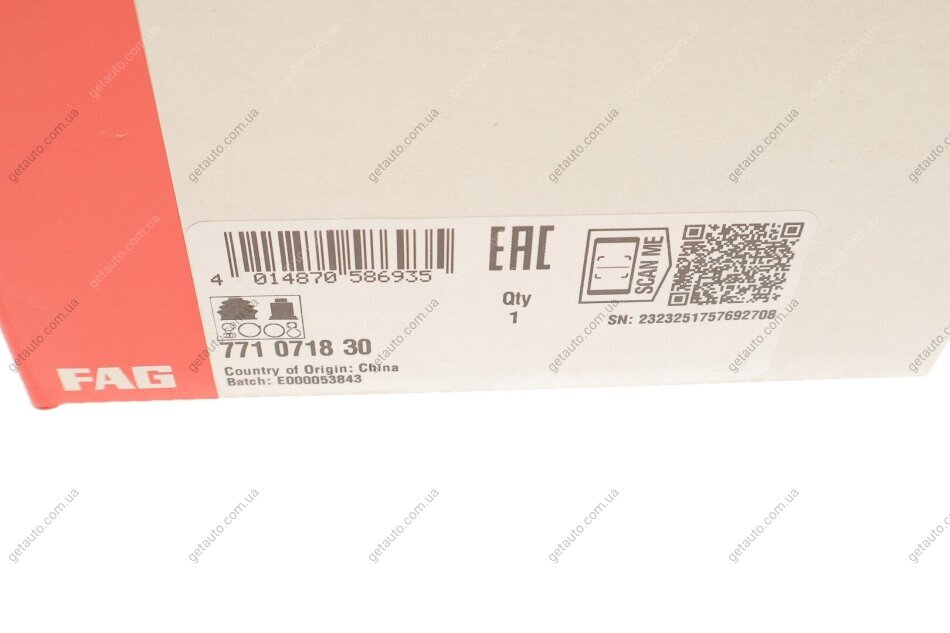 4 014870 586935
EAC
SCAN ME
Qty
1
SN: 2323251757692708
771 0718 30
Country of Origin: China
Batch: E000053843
FAG
getauto.com.ua